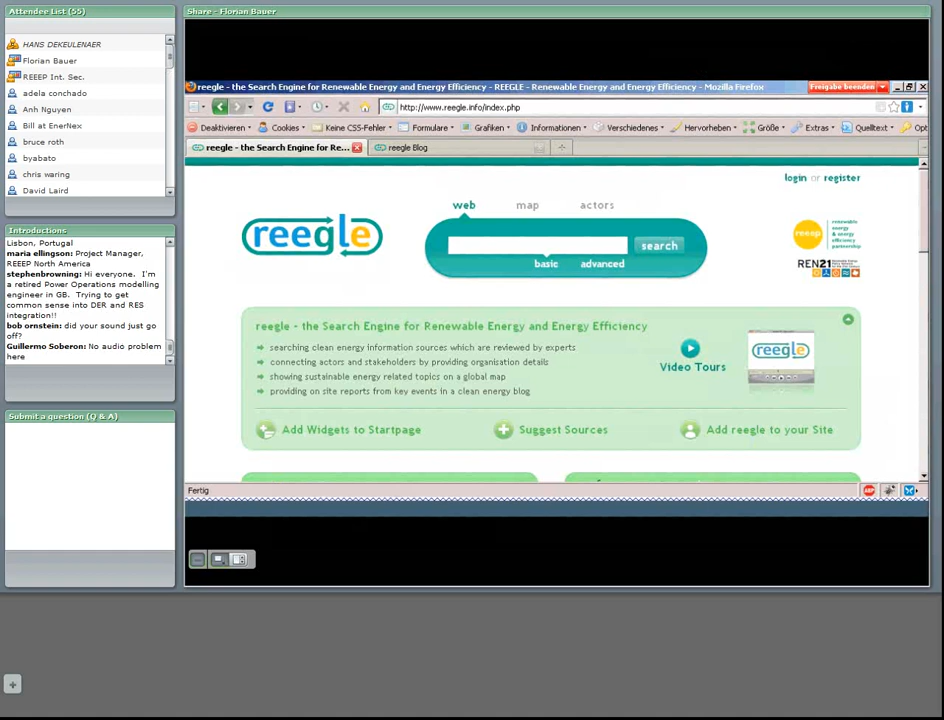 Attendee List (55)
HANS DEKEULENAER
Florian Bauer
REEEP Int. Sec.
adela conchado
Anh Nguyen
Bill at EnerNex
bruce roth
byabato
chris waring
David Laird
Introductions
Lisbon, Portugal
maria ellingson: Project Manager,
REEEP North America
stephenbrowning: Hi everyone. I'm
a retired Power Operations modelling
engineer in GB. Trying to get
common sense into DER and RES
integration!!
bob ornstein: did your sound just go
off?
Guillermo Soberon: No audio problem
here
Submit a question (Q & A)
Share - Florian Bauer
reegle - the Search Engine for Renewable Energy and Energy Efficiency - REEGLE - Renewable Energy and Energy Efficiency - Mozilla Firefox
Freigabe beenden
http://www.reegle.info/index.php
Deaktivieren Cookies Keine CSS-Fehler Formulare Grafiken Informationen Verschiedenes Hervorheben Größe Extras Quelltext Opt
reegle - the Search Engine for Re... reegle Blog
login or register
web map actors
reegle
search
basic advanced
reeep renewable energy & energy efficiency partnership
REN21
reegle - the Search Engine for Renewable Energy and Energy Efficiency
searching clean energy information sources which are reviewed by experts
connecting actors and stakeholders by providing organisation details
showing sustainable energy related topics on a global map
providing on site reports from key events in a clean energy blog
Video Tours
reegle
Add Widgets to Startpage
Suggest Sources
Add reegle to your Site
Fertig
ABP